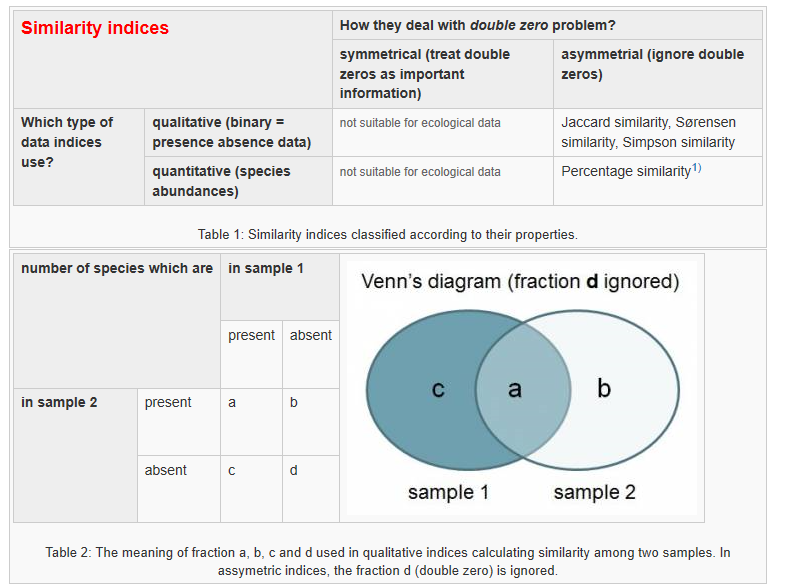 Similarity indices
How they deal with double zero problem?
symmetrical (treat double
zeros as important
information)
asymmetrial (ignore double
zeros)
Which type of
data indices
use?
qualitative (binary =
presence absence data)
not suitable for ecological data
Jaccard similarity, Sørensen
similarity, Simpson similarity
quantitative (species
abundances)
not suitable for ecological data
Percentage similarity1)
Table 1: Similarity indices classified according to their properties.
number of species which are
in sample 1
present
absent
in sample 2
present
a
b
absent
c
d
Venn's diagram (fraction d ignored)
c
a
b
sample 1
sample 2
Table 2: The meaning of fraction a, b, c and d used in qualitative indices calculating similarity among two samples. In
assymetric indices, the fraction d (double zero) is ignored.